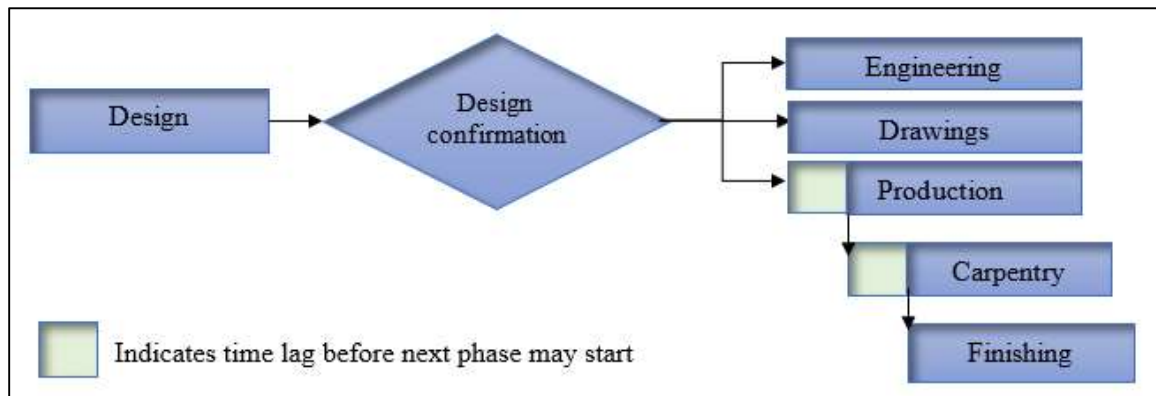 Design
Design
confirmation
Engineering
Drawings
Production
Carpentry
Finishing
Indicates time lag before next phase may start